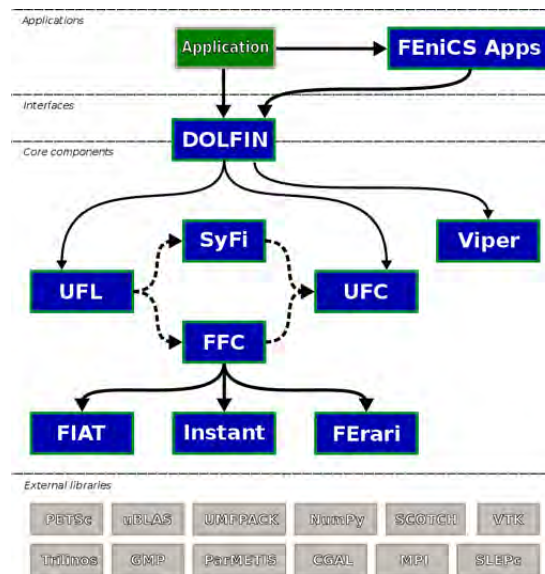 Applications
Application
FEniCS Apps
Interfaces
DOLFIN
Core components
SyFi
Viper
UFL
UFC
FFC
FIAT
Instant
FErari
External libraries
PETSc
uBLAS
UMFPACK
NumPy
SCOTCH
VTK
Trilinos
GMP
ParMETIS
CGAL
MPI
SLEPc